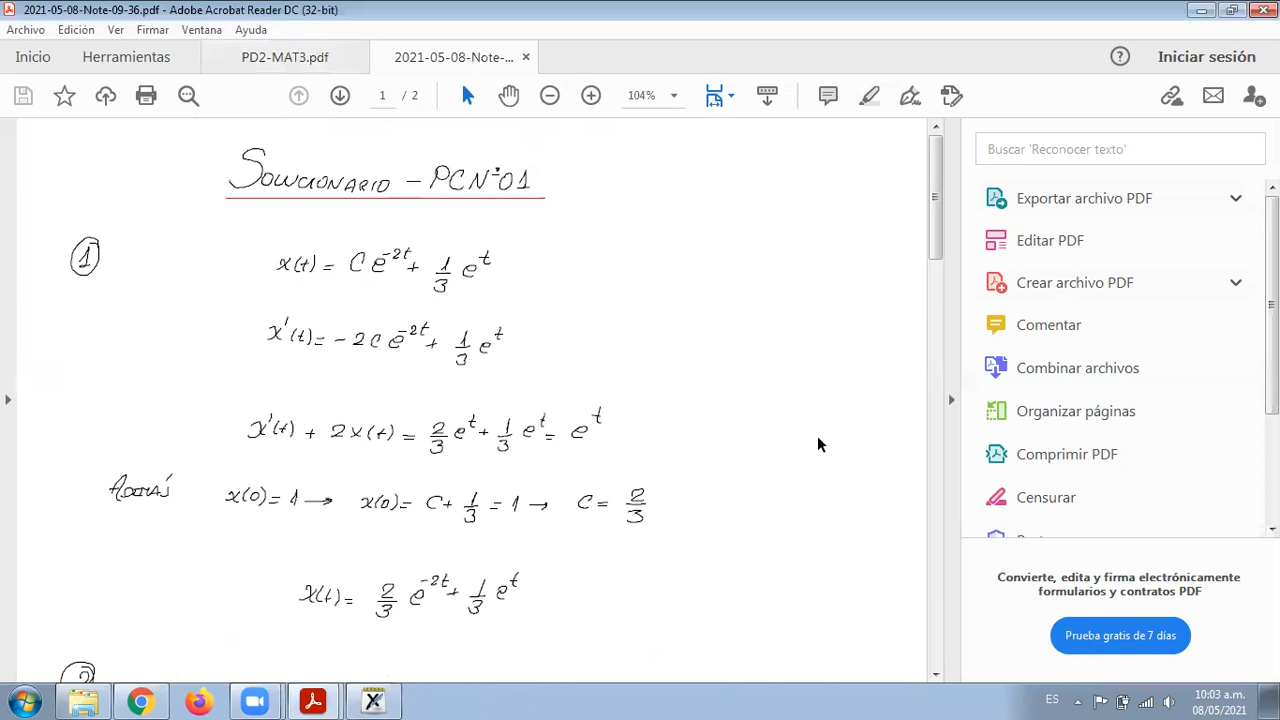 2021-05-08-Note-09-36.pdf - Adobe Acrobat Reader DC (32-bit)
Archivo Edición Ver Firmar Ventana Ayuda
Inicio Herramientas PD2-MAT3.pdf 2021-05-08-Note-... × Iniciar sesión
1 / 2 104%
Solucionario - PC N°01
1
x(t) = C e^{-2t} + 1/3 e^t
x'(t) = -2C e^{-2t} + 1/3 e^t
x'(t) + 2x(t) = 2/3 e^t + 1/3 e^t = e^t
Además x(0) = 1 → x(0) = C + 1/3 = 1 → C = 2/3
x(t) = 2/3 e^{-2t} + 1/3 e^t
2
Buscar 'Reconocer texto'
Exportar archivo PDF
Editar PDF
Crear archivo PDF
Comentar
Combinar archivos
Organizar páginas
Comprimir PDF
Censurar
Convierte, edita y firma electrónicamente
formularios y contratos PDF
Prueba gratis de 7 días
ES
10:03 a.m.
08/05/2021